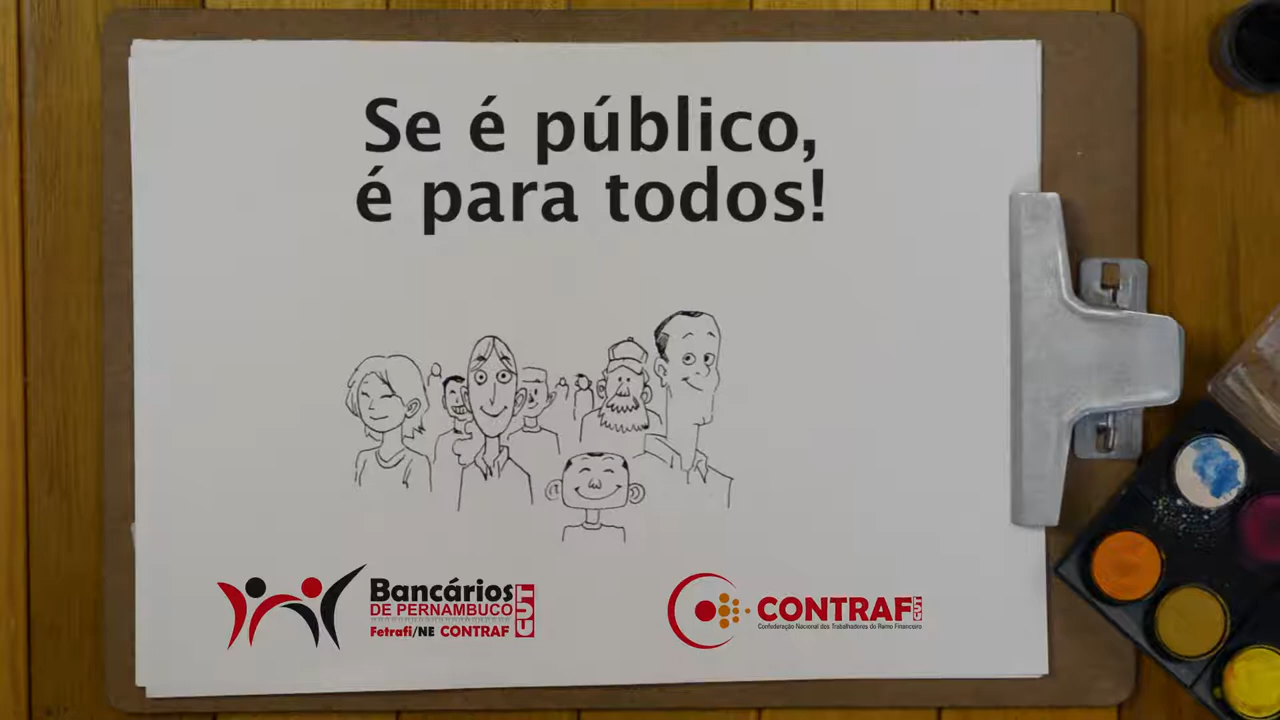 Se é público,
é para todos!
Bancários
DE PERNAMBUCO
Fetrafi/NE CONTRAF
CUT
CONTRAF
CUT
Confederação Nacional dos Trabalhadores do Ramo Financeiro